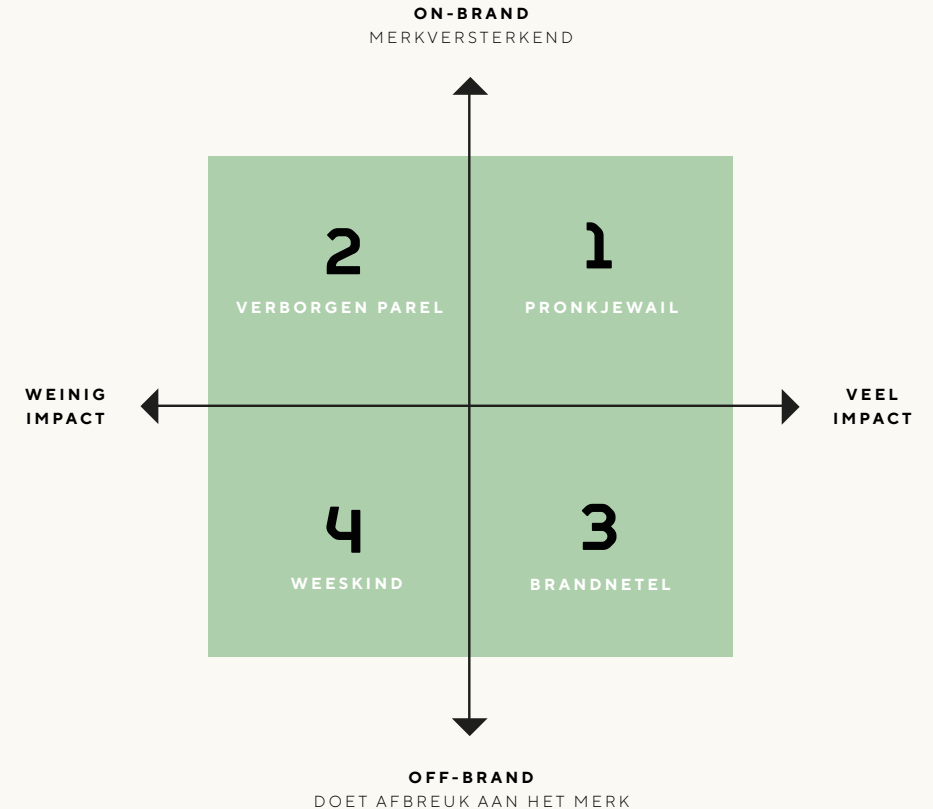 ON-BRAND
MERKVERSTERKEND
2
1
VERBORGEN PAREL
PRONKJEWAIL
WEINIG
IMPACT
VEEL
IMPACT
4
3
WEESKIND
BRANDNETEL
OFF-BRAND
DOET AFBREUK AAN HET MERK